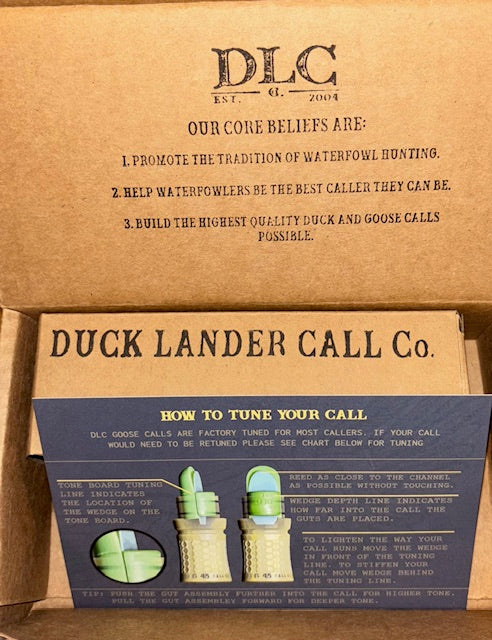 DLC
EST. G. 2004
OUR CORE BELIEFS ARE:
1. PROMOTE THE TRADITION OF WATERFOWL HUNTING.
2. HELP WATERFOWLERS BE THE BEST CALLER THEY CAN BE.
3. BUILD THE HIGHEST QUALITY DUCK AND GOOSE CALLS
POSSIBLE.
DUCK LANDER CALL Co.
HOW TO TUNE YOUR CALL
DLC GOOSE CALLS ARE FACTORY TUNED FOR MOST CALLERS. IF YOUR CALL
WOULD NEED TO BE RETUNED PLEASE SEE CHART BELOW FOR TUNING
TONE BOARD TUNING
LINE INDICATES
THE LOCATION OF
THE WEDGE ON THE
TONE BOARD.
REED AS CLOSE TO THE CHANNEL
AS POSSIBLE WITHOUT TOUCHING.
WEDGE DEPTH LINE INDICATES
HOW FAR INTO THE CALL THE
GUTS ARE PLACED.
TO LIGHTEN THE WAY YOUR
CALL RUNS MOVE THE WEDGE
IN FRONT OF THE TUNING
LINE. TO STIFFEN YOUR
CALL MOVE WEDGE BEHIND
THE TUNING LINE.
TIP: PUSH THE GUT ASSEMBLY FURTHER INTO THE CALL FOR HIGHER TONE.
PULL THE GUT ASSEMBLEY FORWARD FOR DEEPER TONE.